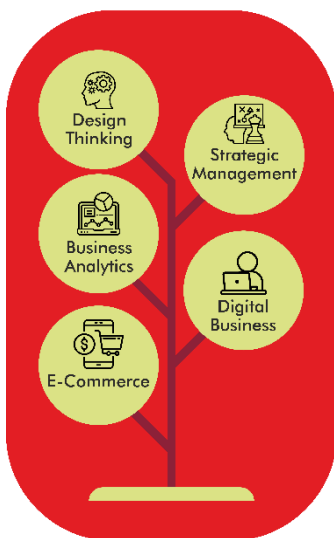 Design
Thinking
Strategic
Management
Business
Analytics
Digital
Business
E-Commerce
$